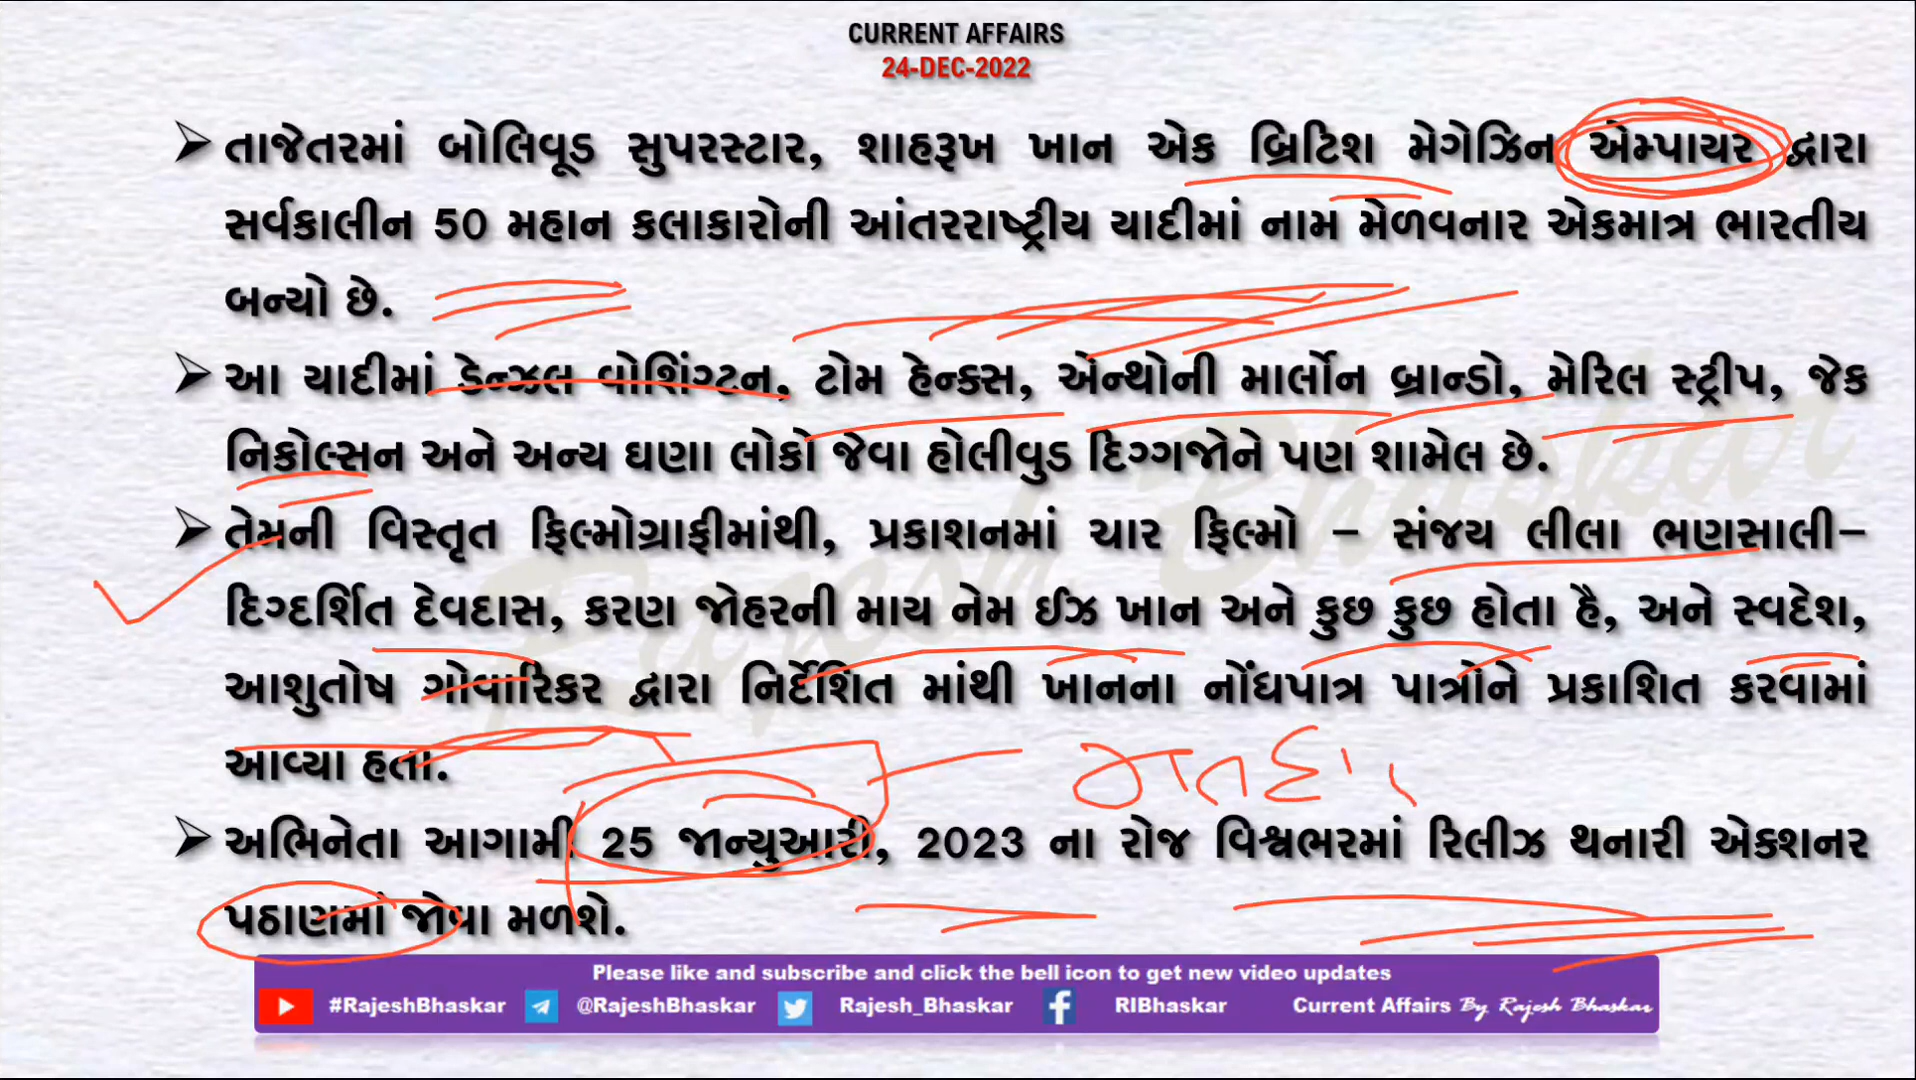 CURRENT AFFAIRS
24-DEC-2022
➢ તાજેતરમાં બોલિવૂડ સુપરસ્ટાર, શાહરૂખ ખાન એક બ્રિટિશ મેગેઝિન એમ્પાયર દ્વારા
સર્વકાલીન 50 મહાન કલાકારોની આંતરરાષ્ટ્રીય યાદીમાં નામ મેળવનાર એકમાત્ર ભારતીય
બન્યો છે.
➢ આ યાદીમાં ડેન્ઝલ વોશિંગ્ટન, ટોમ હેન્ક્સ, એન્થોની માર્લોન બ્રાન્ડો, મેરિલ સ્ટ્રીપ, જેક
નિકોલ્સન અને અન્ય ઘણા લોકો જેવા હોલીવુડ દિગ્ગજોને પણ શામેલ છે.
➢ તેમની વિસ્તૃત ફિલ્મોગ્રાફીમાંથી, પ્રકાશનમાં ચાર ફિલ્મો – સંજય લીલા ભણસાલી–
દિગ્દર્શિત દેવદાસ, કરણ જોહરની માય નેમ ઈઝ ખાન અને કુછ કુછ હોતા હૈ, અને સ્વદેશ,
આશુતોષ ગોવારિકર દ્વારા નિર્દેશિત માંથી ખાનના નોંધપાત્ર પાત્રોને પ્રકાશિત કરવામાં
આવ્યા હતા.
➢ અભિનેતા આગામી 25 જાન્યુઆરી, 2023 ના રોજ વિશ્વભરમાં રિલીઝ થનારી એક્શનર
પઠાણમાં જોવા મળશે.
Rajesh Bhaskar
Please like and subscribe and click the bell icon to get new video updates
#RajeshBhaskar @RajeshBhaskar Rajesh_Bhaskar RIBhaskar Current Affairs By Rajesh Bhaskar